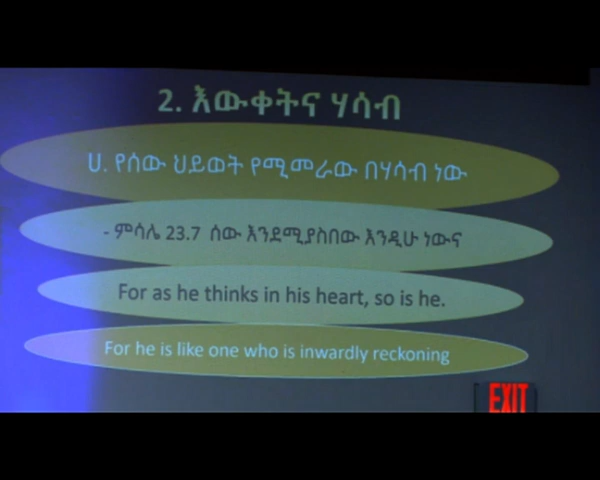 2. እውቀትና ሃሳብ
ሀ. የሰው ህይወት የሚመራው በሃሳብ ነው
- ምሳሌ 23.7 ሰው እንደሚያስበው እንዲሁ ነውና
For as he thinks in his heart, so is he.
For he is like one who is inwardly reckoning
EXIT